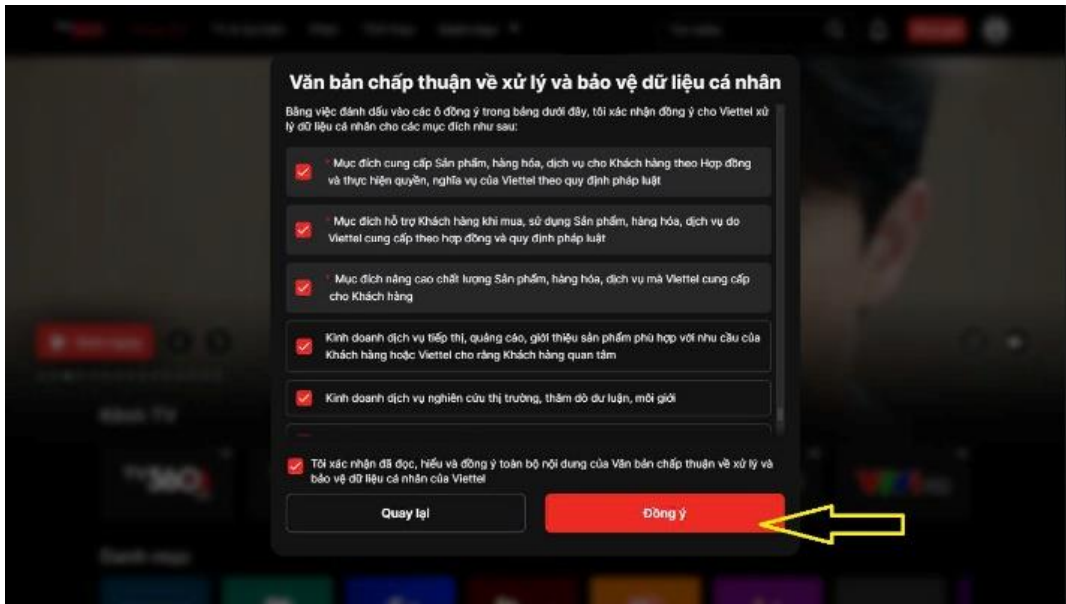 Văn bản chấp thuận về xử lý và bảo vệ dữ liệu cá nhân
Bằng việc đánh dấu vào các ô đồng ý trong bảng dưới đây, tôi xác nhận đồng ý cho Viettel xử
lý dữ liệu cá nhân cho các mục đích như sau:
* Mục đích cung cấp Sản phẩm, hàng hóa, dịch vụ cho Khách hàng theo Hợp đồng
và thực hiện quyền, nghĩa vụ của Viettel theo quy định pháp luật
* Mục đích hỗ trợ Khách hàng khi mua, sử dụng Sản phẩm, hàng hóa, dịch vụ do
Viettel cung cấp theo hợp đồng và quy định pháp luật
* Mục đích nâng cao chất lượng Sản phẩm, hàng hóa, dịch vụ mà Viettel cung cấp
cho Khách hàng
Kinh doanh dịch vụ tiếp thị, quảng cáo, giới thiệu sản phẩm phù hợp với nhu cầu của
Khách hàng hoặc Viettel cho rằng Khách hàng quan tâm
Kinh doanh dịch vụ nghiên cứu thị trường, thăm dò dư luận, môi giới
Tôi xác nhận đã đọc, hiểu và đồng ý toàn bộ nội dung của Văn bản chấp thuận về xử lý và
bảo vệ dữ liệu cá nhân của Viettel
Quay lại
Đồng ý